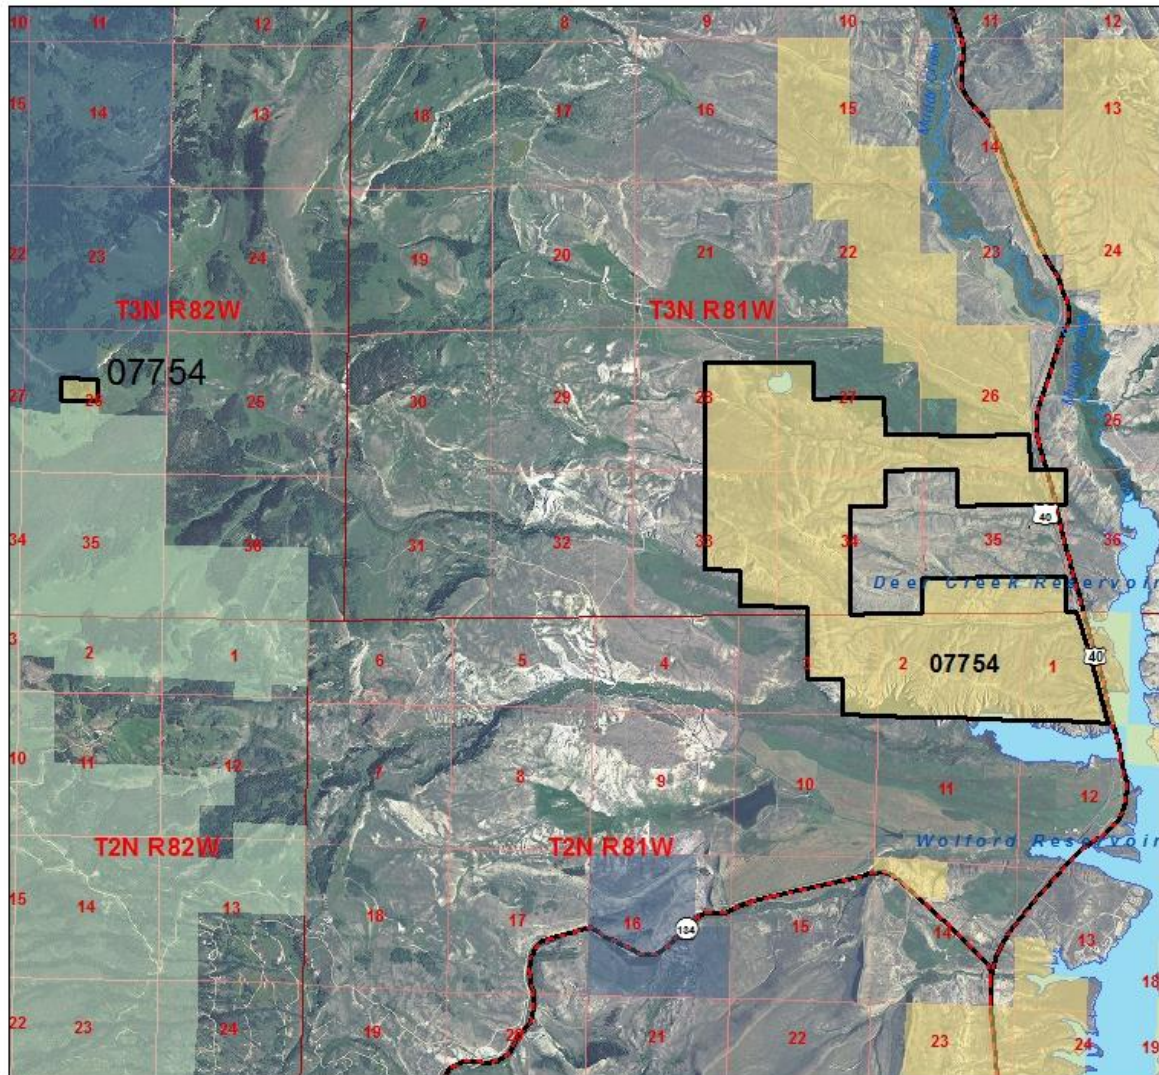 10 11 12 7 8 9 10 11 12
15 14 13 18 17 16 15 14 13
Muddy Creek
22 23 24 19 20 21 22 23 24
T3N R82W T3N R81W
07754
27 26 25 30 29 28 27 26 25
34 35 36 31 32 33 34 35 36
40
Deer Creek Reservoir
3 2 1 6 5 4 3 2 1
07754
40
10 11 12 7 8 9 10 11 12
Wolford Reservoir
T2N R82W T2N R81W
15 14 13 18 17 16 15 14 13
134
18
22 23 24 19 20 21 22 23 24 19